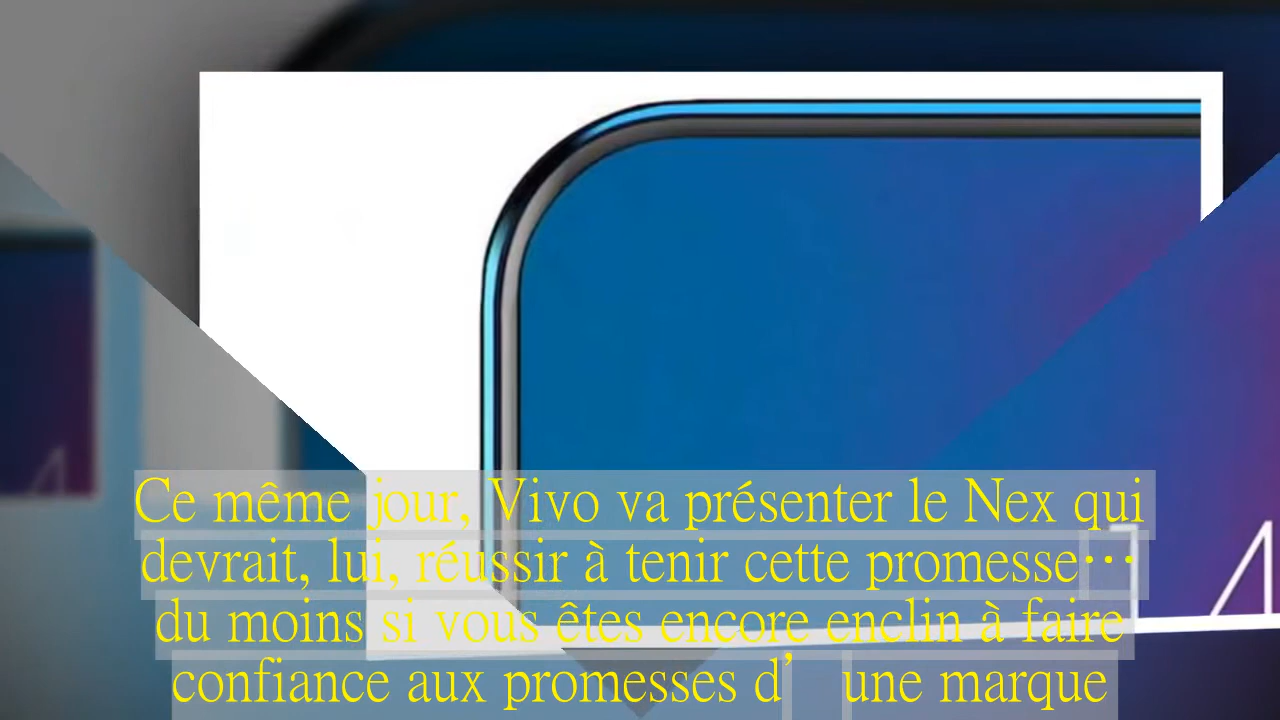 Ce même jour, Vivo va présenter le Nex qui
devrait, lui, réussir à tenir cette promesse…
du moins si vous êtes encore enclin à faire
confiance aux promesses d’une marque
14